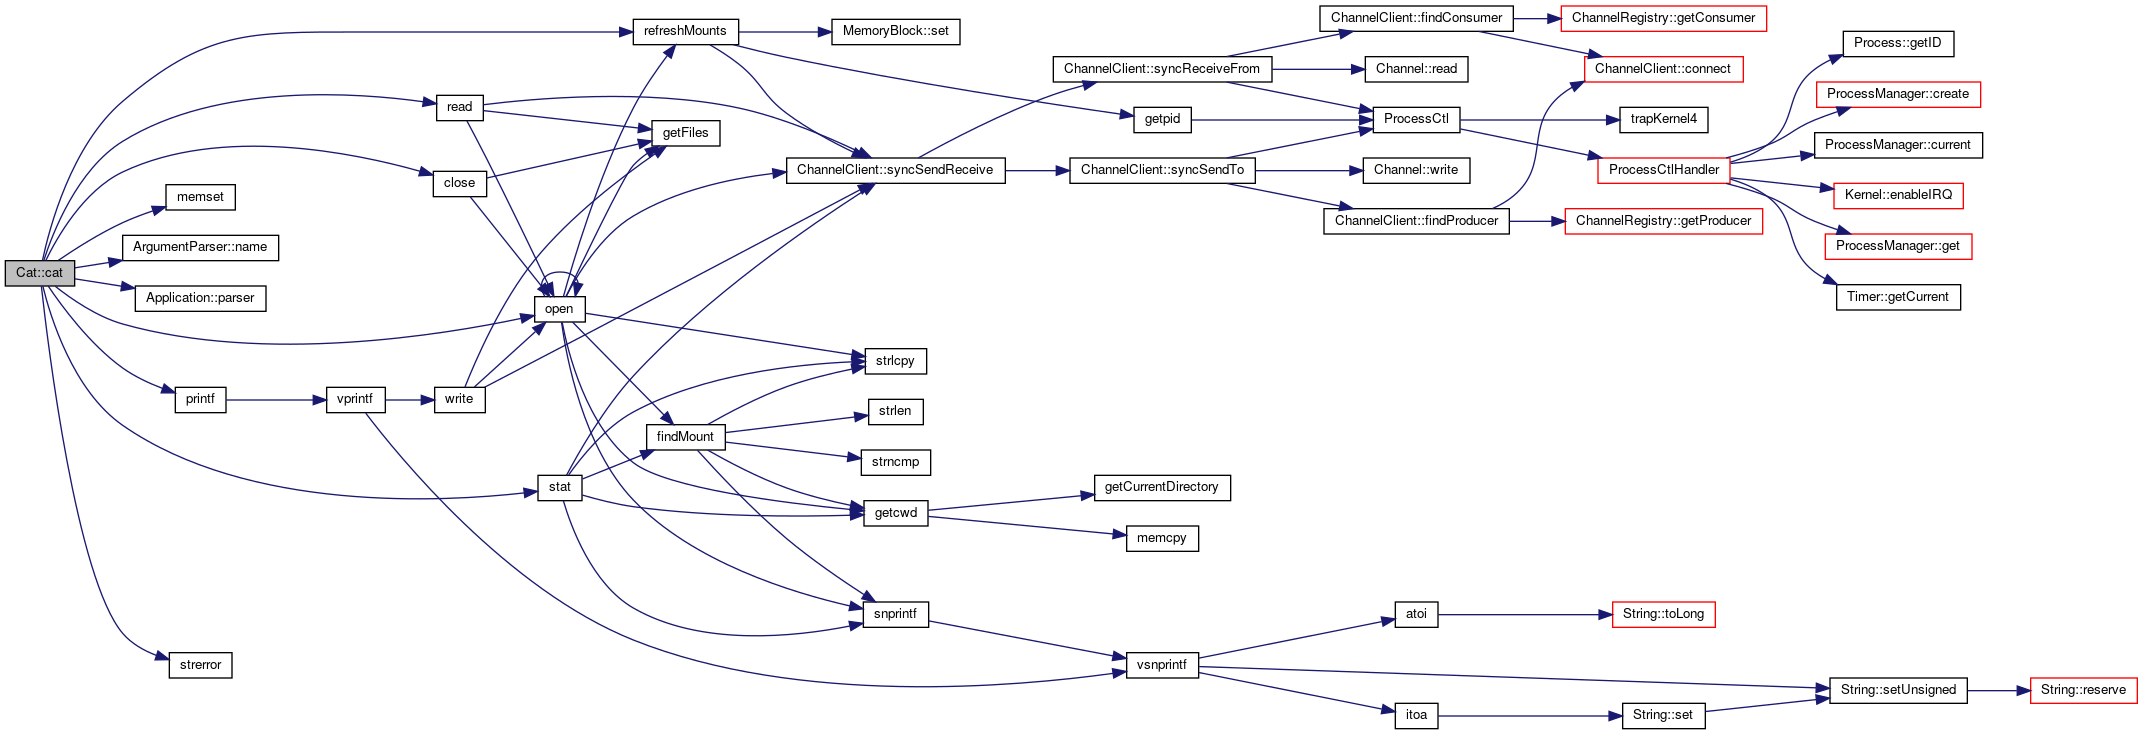 Cat::cat
refreshMounts
read
close
memset
ArgumentParser::name
Application::parser
printf
strerror
vprintf
write
open
stat
getFiles
findMount
MemoryBlock::set
ChannelClient::syncSendReceive
strlcpy
strlen
strncmp
getcwd
snprintf
ChannelClient::syncReceiveFrom
getpid
ChannelClient::syncSendTo
getCurrentDirectory
memcpy
vsnprintf
ChannelClient::findConsumer
Channel::read
ProcessCtl
Channel::write
ChannelClient::findProducer
atoi
itoa
ChannelRegistry::getConsumer
ChannelClient::connect
trapKernel4
ProcessCtlHandler
ChannelRegistry::getProducer
String::toLong
String::set
Process::getID
ProcessManager::create
ProcessManager::current
Kernel::enableIRQ
ProcessManager::get
Timer::getCurrent
String::setUnsigned
String::reserve